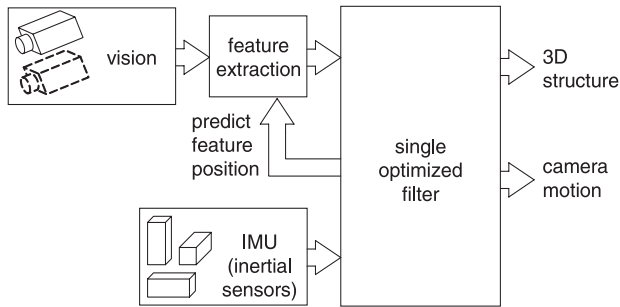 vision
feature
extraction
3D
structure
predict
feature
position
single
optimized
filter
camera
motion
IMU
(inertial
sensors)